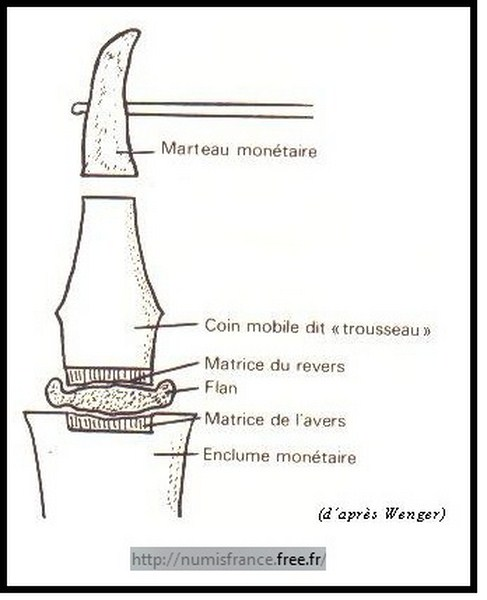 Marteau monétaire
Coin mobile dit « trousseau »
Matrice du revers
Flan
Matrice de l'avers
Enclume monétaire
(d'après Wenger)
http://numisfrance.free.fr/